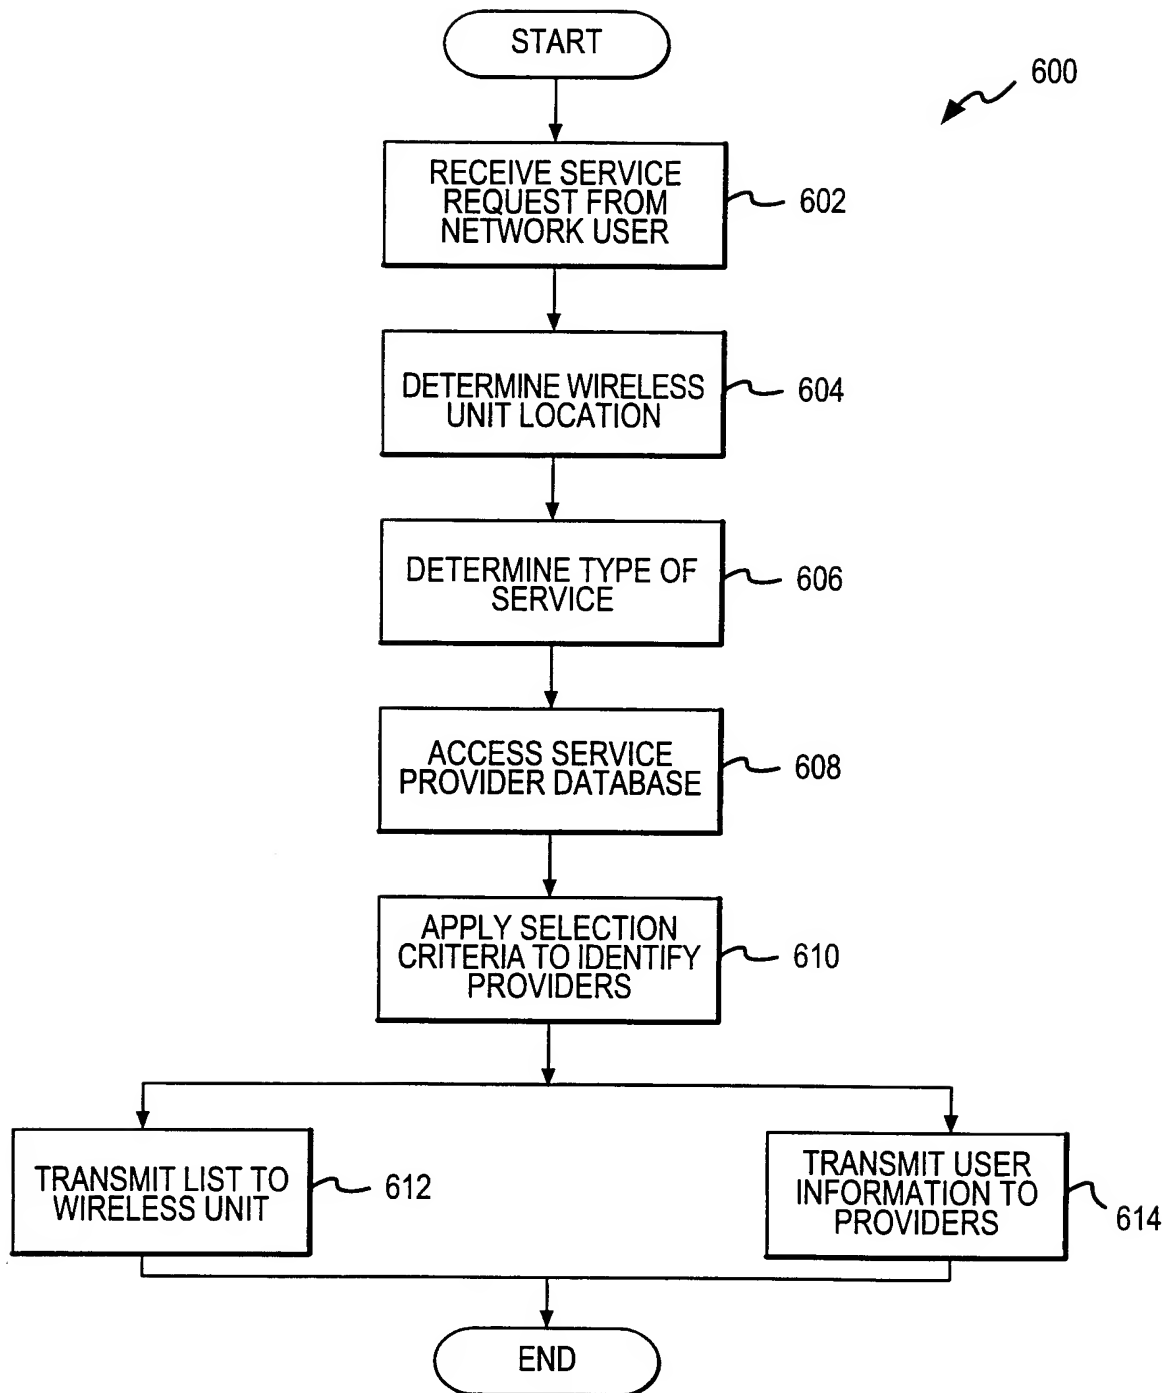 START
600
RECEIVE SERVICE
REQUEST FROM
NETWORK USER
602
DETERMINE WIRELESS
UNIT LOCATION
604
DETERMINE TYPE OF
SERVICE
606
ACCESS SERVICE
PROVIDER DATABASE
608
APPLY SELECTION
CRITERIA TO IDENTIFY
PROVIDERS
610
TRANSMIT LIST TO
WIRELESS UNIT
612
TRANSMIT USER
INFORMATION TO
PROVIDERS
614
END